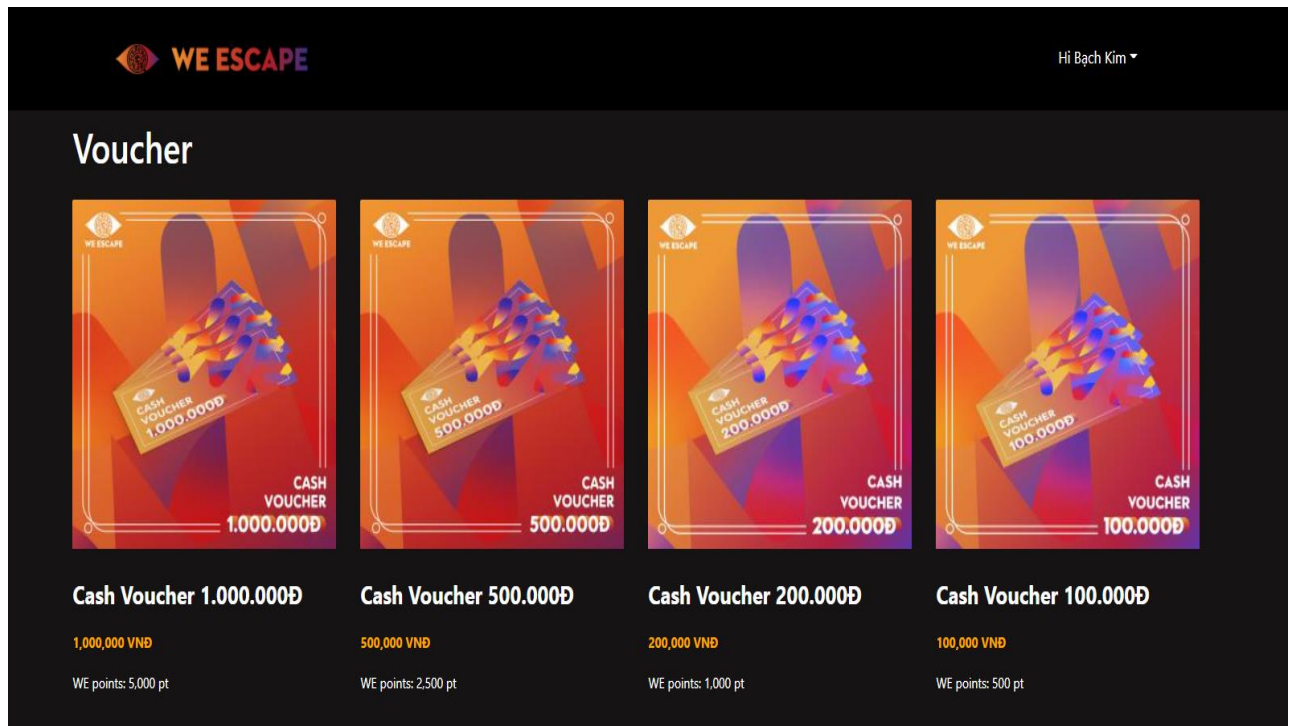 WE ESCAPE
Hi Bạch Kim
Voucher
WE ESCAPE
CASH
VOUCHER
1.000.000Đ
CASH
VOUCHER
1.000.000Đ
WE ESCAPE
CASH
VOUCHER
500.000Đ
CASH
VOUCHER
500.000Đ
WE ESCAPE
CASH
VOUCHER
200.000Đ
CASH
VOUCHER
200.000Đ
WE ESCAPE
CASH
VOUCHER
100.000Đ
CASH
VOUCHER
100.000Đ
Cash Voucher 1.000.000Đ
Cash Voucher 500.000Đ
Cash Voucher 200.000Đ
Cash Voucher 100.000Đ
1,000,000 VNĐ
500,000 VNĐ
200,000 VNĐ
100,000 VNĐ
WE points: 5,000 pt
WE points: 2,500 pt
WE points: 1,000 pt
WE points: 500 pt